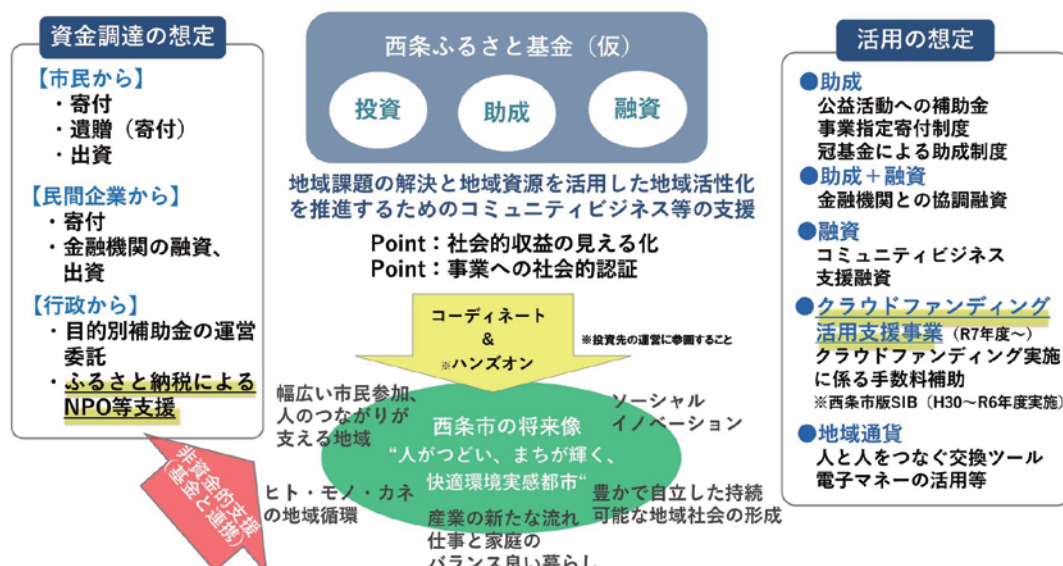 資金調達の想定
【市民から】
・寄付
・遺贈（寄付）
・出資
【民間企業から】
・寄付
・金融機関の融資、
出資
【行政から】
・目的別補助金の運営
委託
・ふるさと納税による
NPO等支援
非資金的支援
（基金と連携）
西条ふるさと基金（仮）
投資
助成
融資
地域課題の解決と地域資源を活用した地域活性化
を推進するためのコミュニティビジネス等の支援
Point：社会的収益の見える化
Point：事業への社会的認証
コーディネート
&
※ハンズオン
※投資先の運営に参画すること
幅広い市民参加、
人のつながりが
支える地域
ソーシャル
イノベーション
西条市の将来像
“人がつどい、まちが輝く、
快適環境実感都市“
ヒト・モノ・カネ
の地域循環
豊かで自立した持続
可能な地域社会の形成
産業の新たな流れ
仕事と家庭の
バランス良い暮らし
活用の想定
●助成
公益活動への補助金
事業指定寄付制度
冠基金による助成制度
●助成＋融資
金融機関との協調融資
●融資
コミュニティビジネス
支援融資
●クラウドファンディング
活用支援事業（R7年度～）
クラウドファンディング実施
に係る手数料補助
※西条市版SIB（H30～R6年度実施）
●地域通貨
人と人をつなぐ交換ツール
電子マネーの活用等